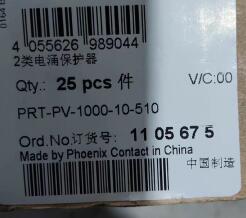 4 055626 989044
2类电涌保护器
Qty.: 25 pcs 件 V/C:00
PRT-PV-1000-10-510
Ord.No订货号: 11 05 67 5
Made by Phoenix Contact in China
中国制造